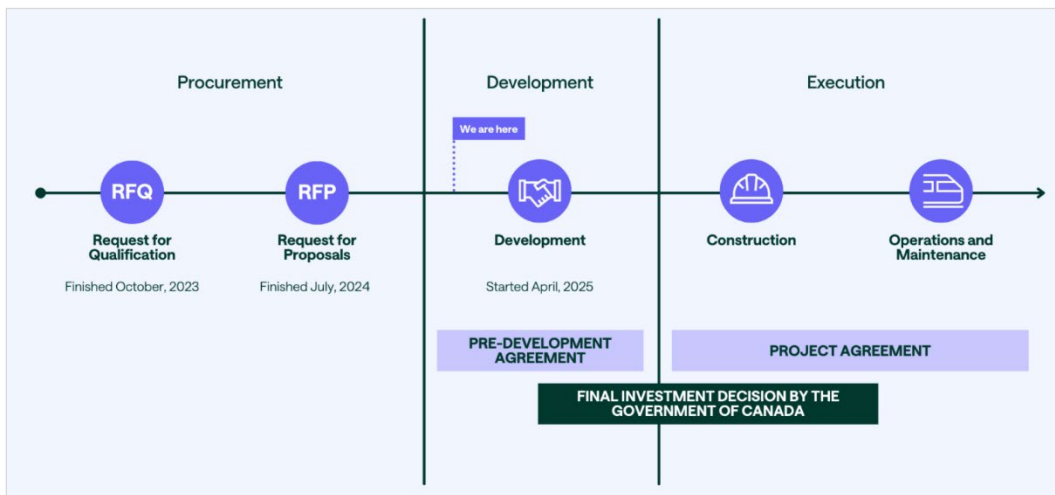 Procurement
Development
Execution
We are here
RFQ
RFP
Request for
Qualification
Request for
Proposals
Development
Construction
Operations and
Maintenance
Finished October, 2023
Finished July, 2024
Started April, 2025
PRE-DEVELOPMENT
AGREEMENT
PROJECT AGREEMENT
FINAL INVESTMENT DECISION BY THE
GOVERNMENT OF CANADA